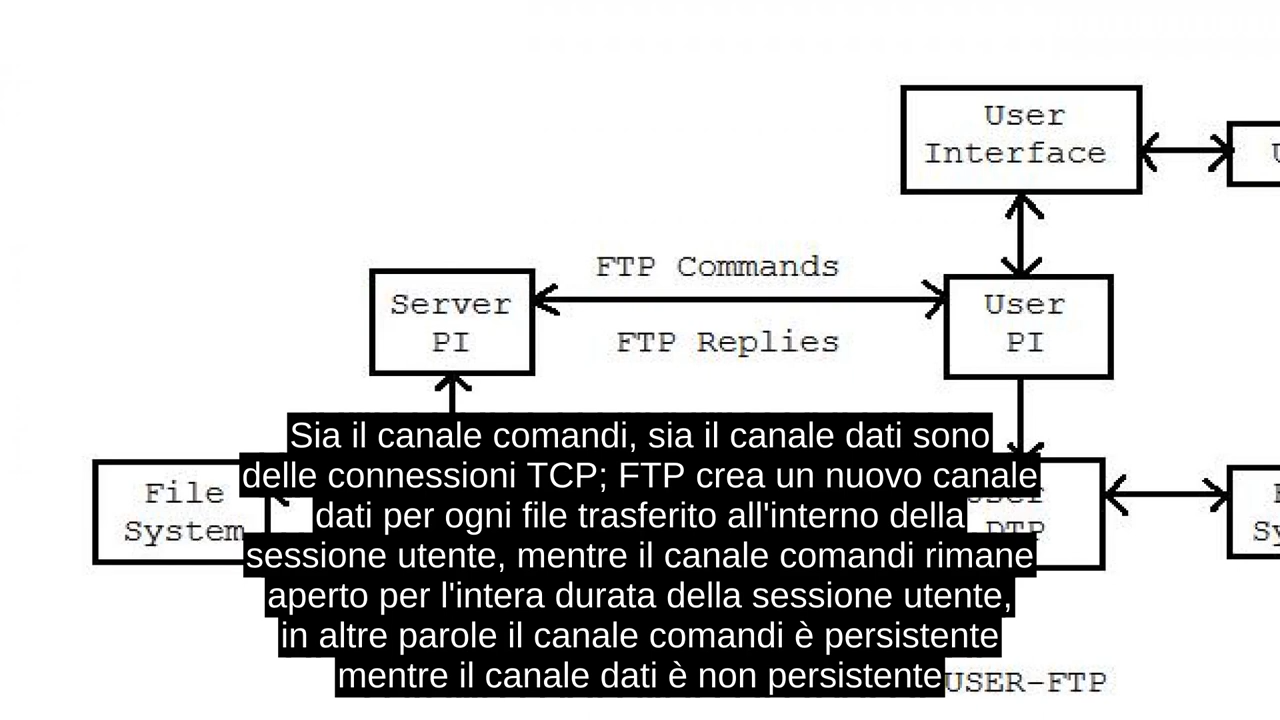 User
Interface
FTP Commands
Server
PI
User
PI
FTP Replies
Sia il canale comandi, sia il canale dati sono
delle connessioni TCP; FTP crea un nuovo canale
dati per ogni file trasferito all'interno della
sessione utente, mentre il canale comandi rimane
aperto per l'intera durata della sessione utente,
in altre parole il canale comandi è persistente
mentre il canale dati è non persistente
File
System
User
DTP
USER-FTP